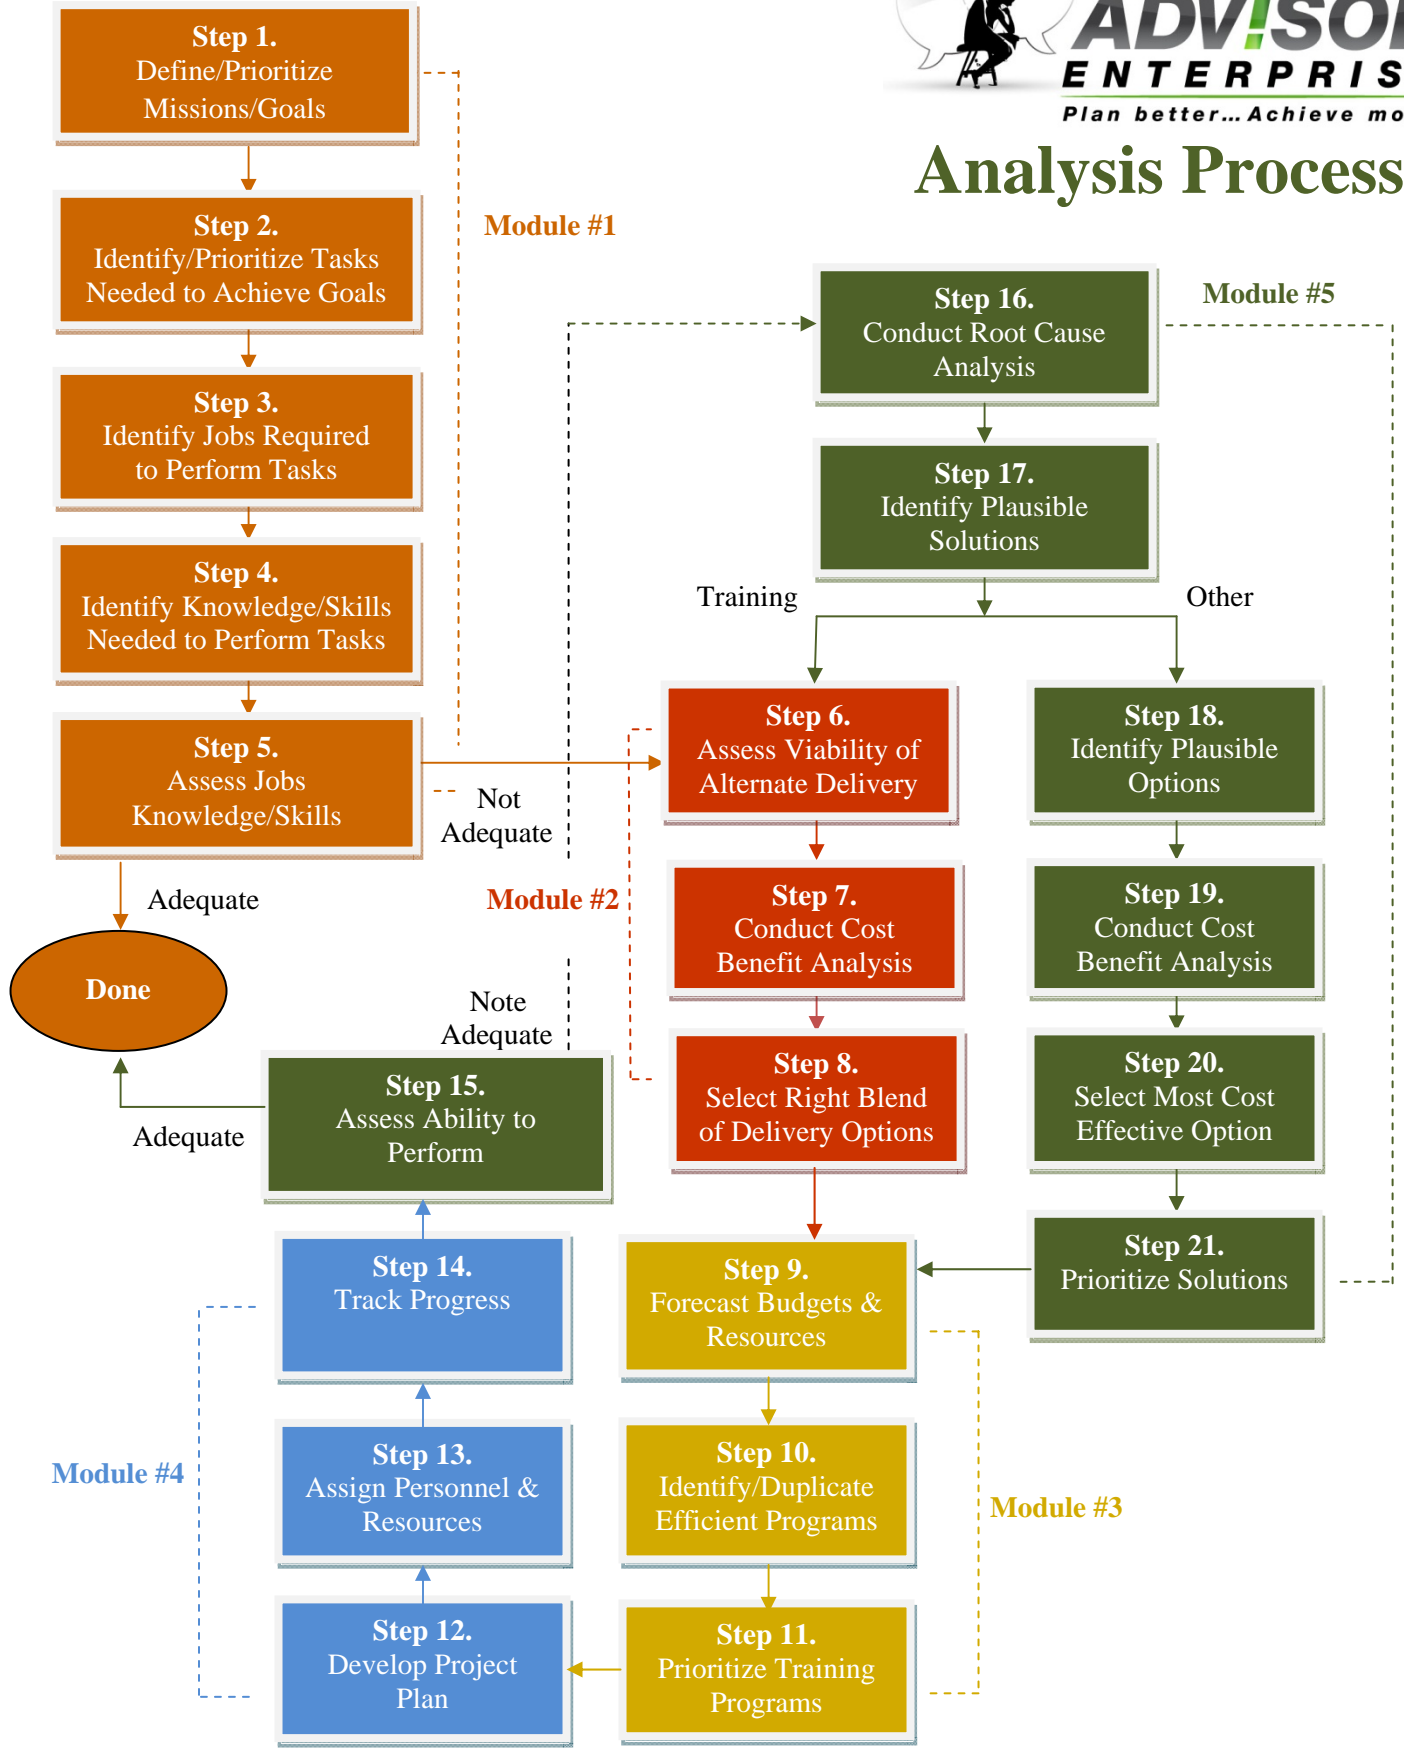 Step 1.
Define/Prioritize
Missions/Goals
ENTERPRIS
Plan better... Achieve mo
Analysis Process
Step 2.
Identify/Prioritize Tasks
Needed to Achieve Goals
Module #1
Step 3.
Identify Jobs Required
to Perform Tasks
Step 4.
Identify Knowledge/Skills
Needed to Perform Tasks
Step 5.
Assess Jobs
Knowledge/Skills
Not
Adequate
Adequate
Done
Step 16.
Conduct Root Cause
Analysis
Module #5
Step 17.
Identify Plausible
Solutions
Training
Other
Step 6.
Assess Viability of
Alternate Delivery
Module #2
Step 7.
Conduct Cost
Benefit Analysis
Step 8.
Select Right Blend
of Delivery Options
Step 18.
Identify Plausible
Options
Step 19.
Conduct Cost
Benefit Analysis
Step 20.
Select Most Cost
Effective Option
Step 21.
Prioritize Solutions
Note
Adequate
Step 15.
Assess Ability to
Perform
Adequate
Step 14.
Track Progress
Step 13.
Assign Personnel &
Resources
Module #4
Step 12.
Develop Project
Plan
Step 9.
Forecast Budgets &
Resources
Step 10.
Identify/Duplicate
Efficient Programs
Module #3
Step 11.
Prioritize Training
Programs